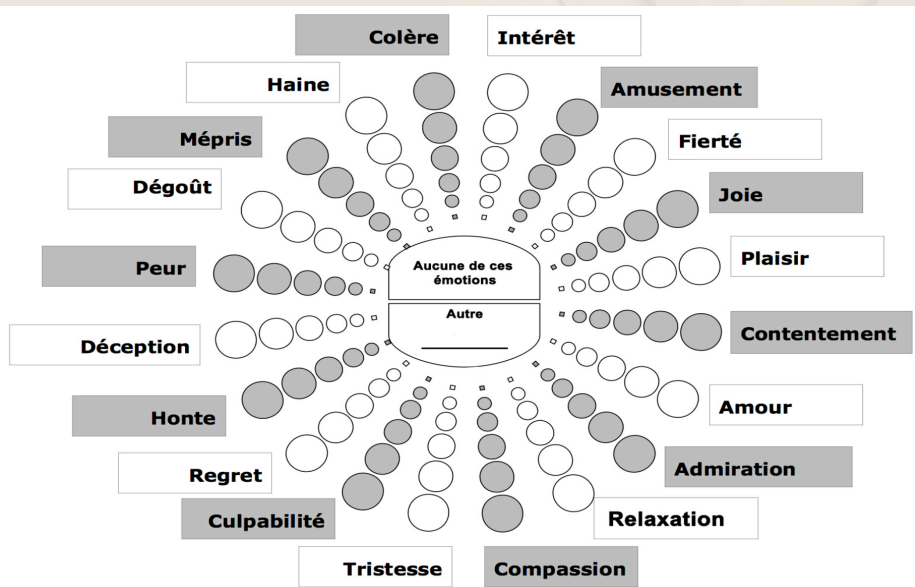 Colère
Intérêt
Haine
Amusement
Mépris
Fierté
Dégoût
Joie
Peur
Plaisir
Aucune de ces
émotions
Autre
Déception
Contentement
Honte
Amour
Regret
Admiration
Culpabilité
Relaxation
Tristesse
Compassion